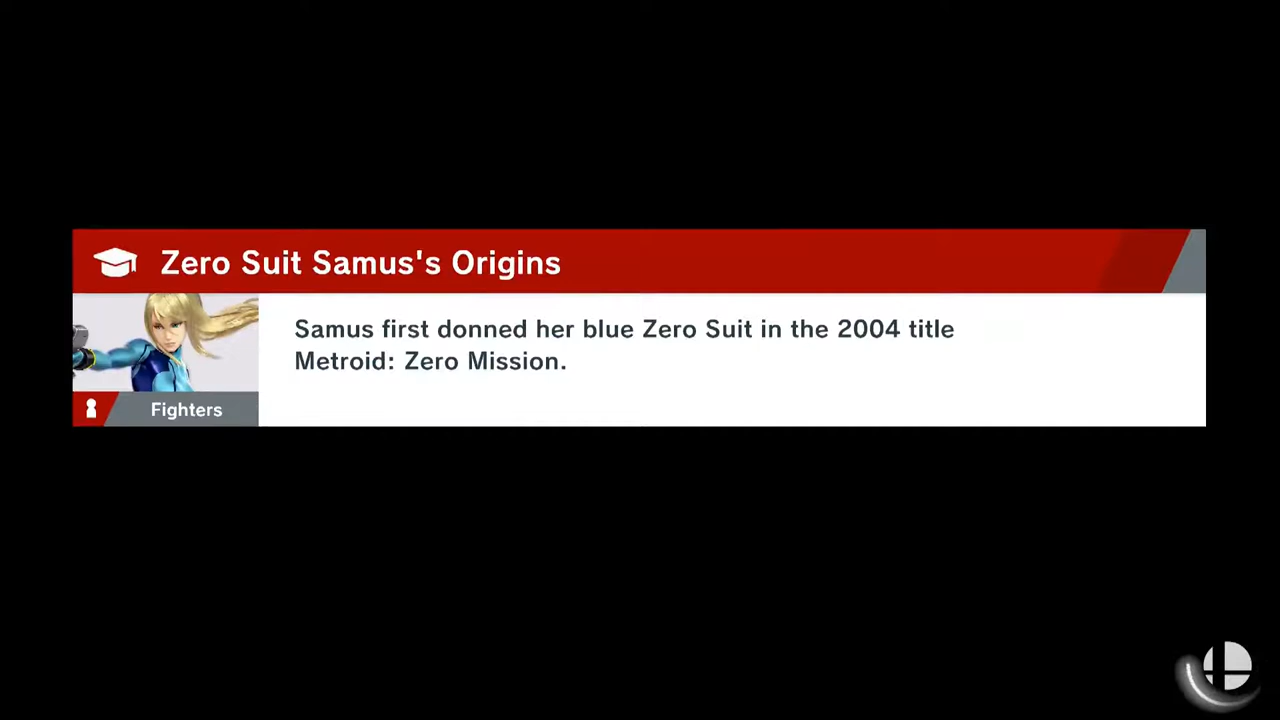 Zero Suit Samus's Origins
Samus first donned her blue Zero Suit in the 2004 title
Metroid: Zero Mission.
Fighters